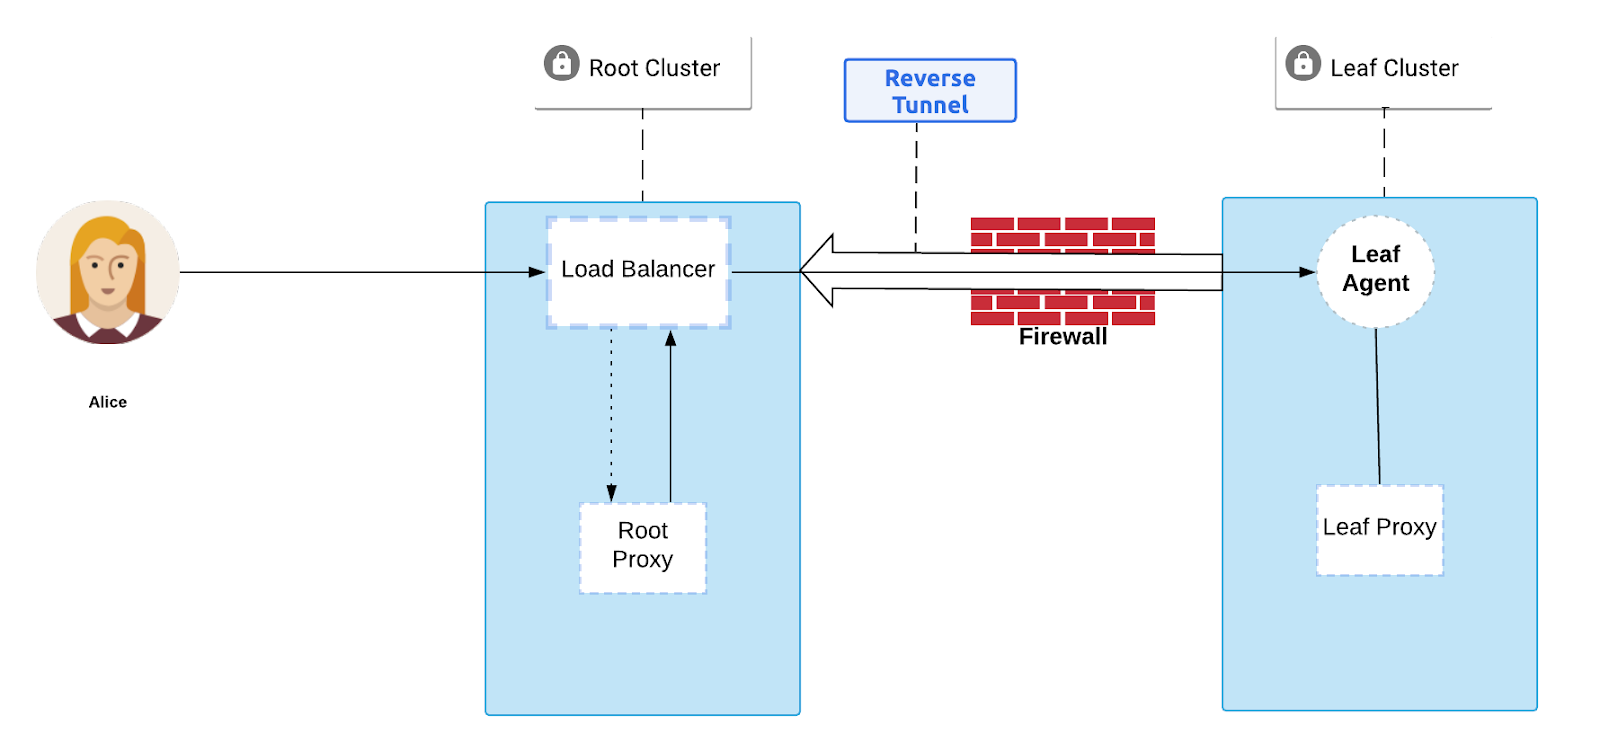 Root Cluster
Reverse
Tunnel
Leaf Cluster
Load Balancer
Leaf
Agent
Firewall
Alice
Root
Proxy
Leaf Proxy